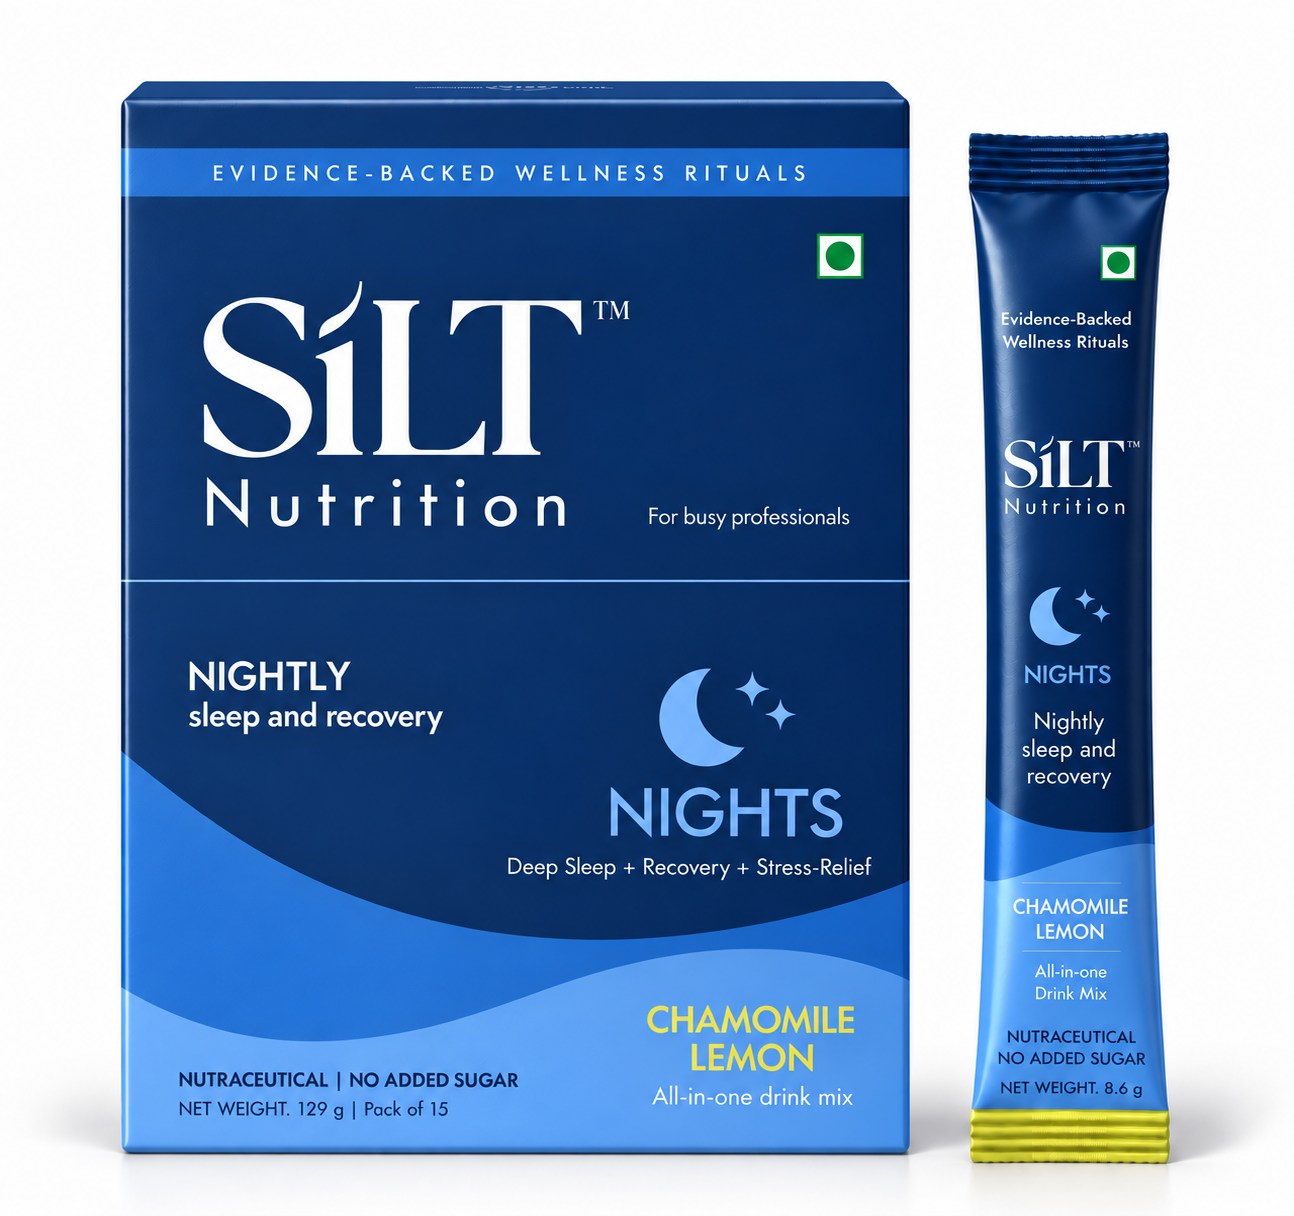 EVIDENCE-BACKED WELLNESS RITUALS
SíLT™
Nutrition
For busy professionals
NIGHTLY
sleep and recovery
NIGHTS
Deep Sleep + Recovery + Stress-Relief
CHAMOMILE
LEMON
All-in-one drink mix
NUTRACEUTICAL | NO ADDED SUGAR
NET WEIGHT. 129 g | Pack of 15
Evidence-Backed
Wellness Rituals
SíLT™
Nutrition
NIGHTS
Nightly
sleep and
recovery
CHAMOMILE
LEMON
All-in-one
Drink Mix
NUTRACEUTICAL
NO ADDED SUGAR
NET WEIGHT. 8.6 g